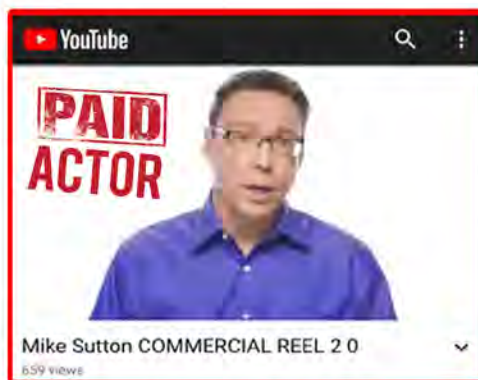 YouTube
PAID
ACTOR
Mike Sutton COMMERCIAL REEL 2 0
659 views